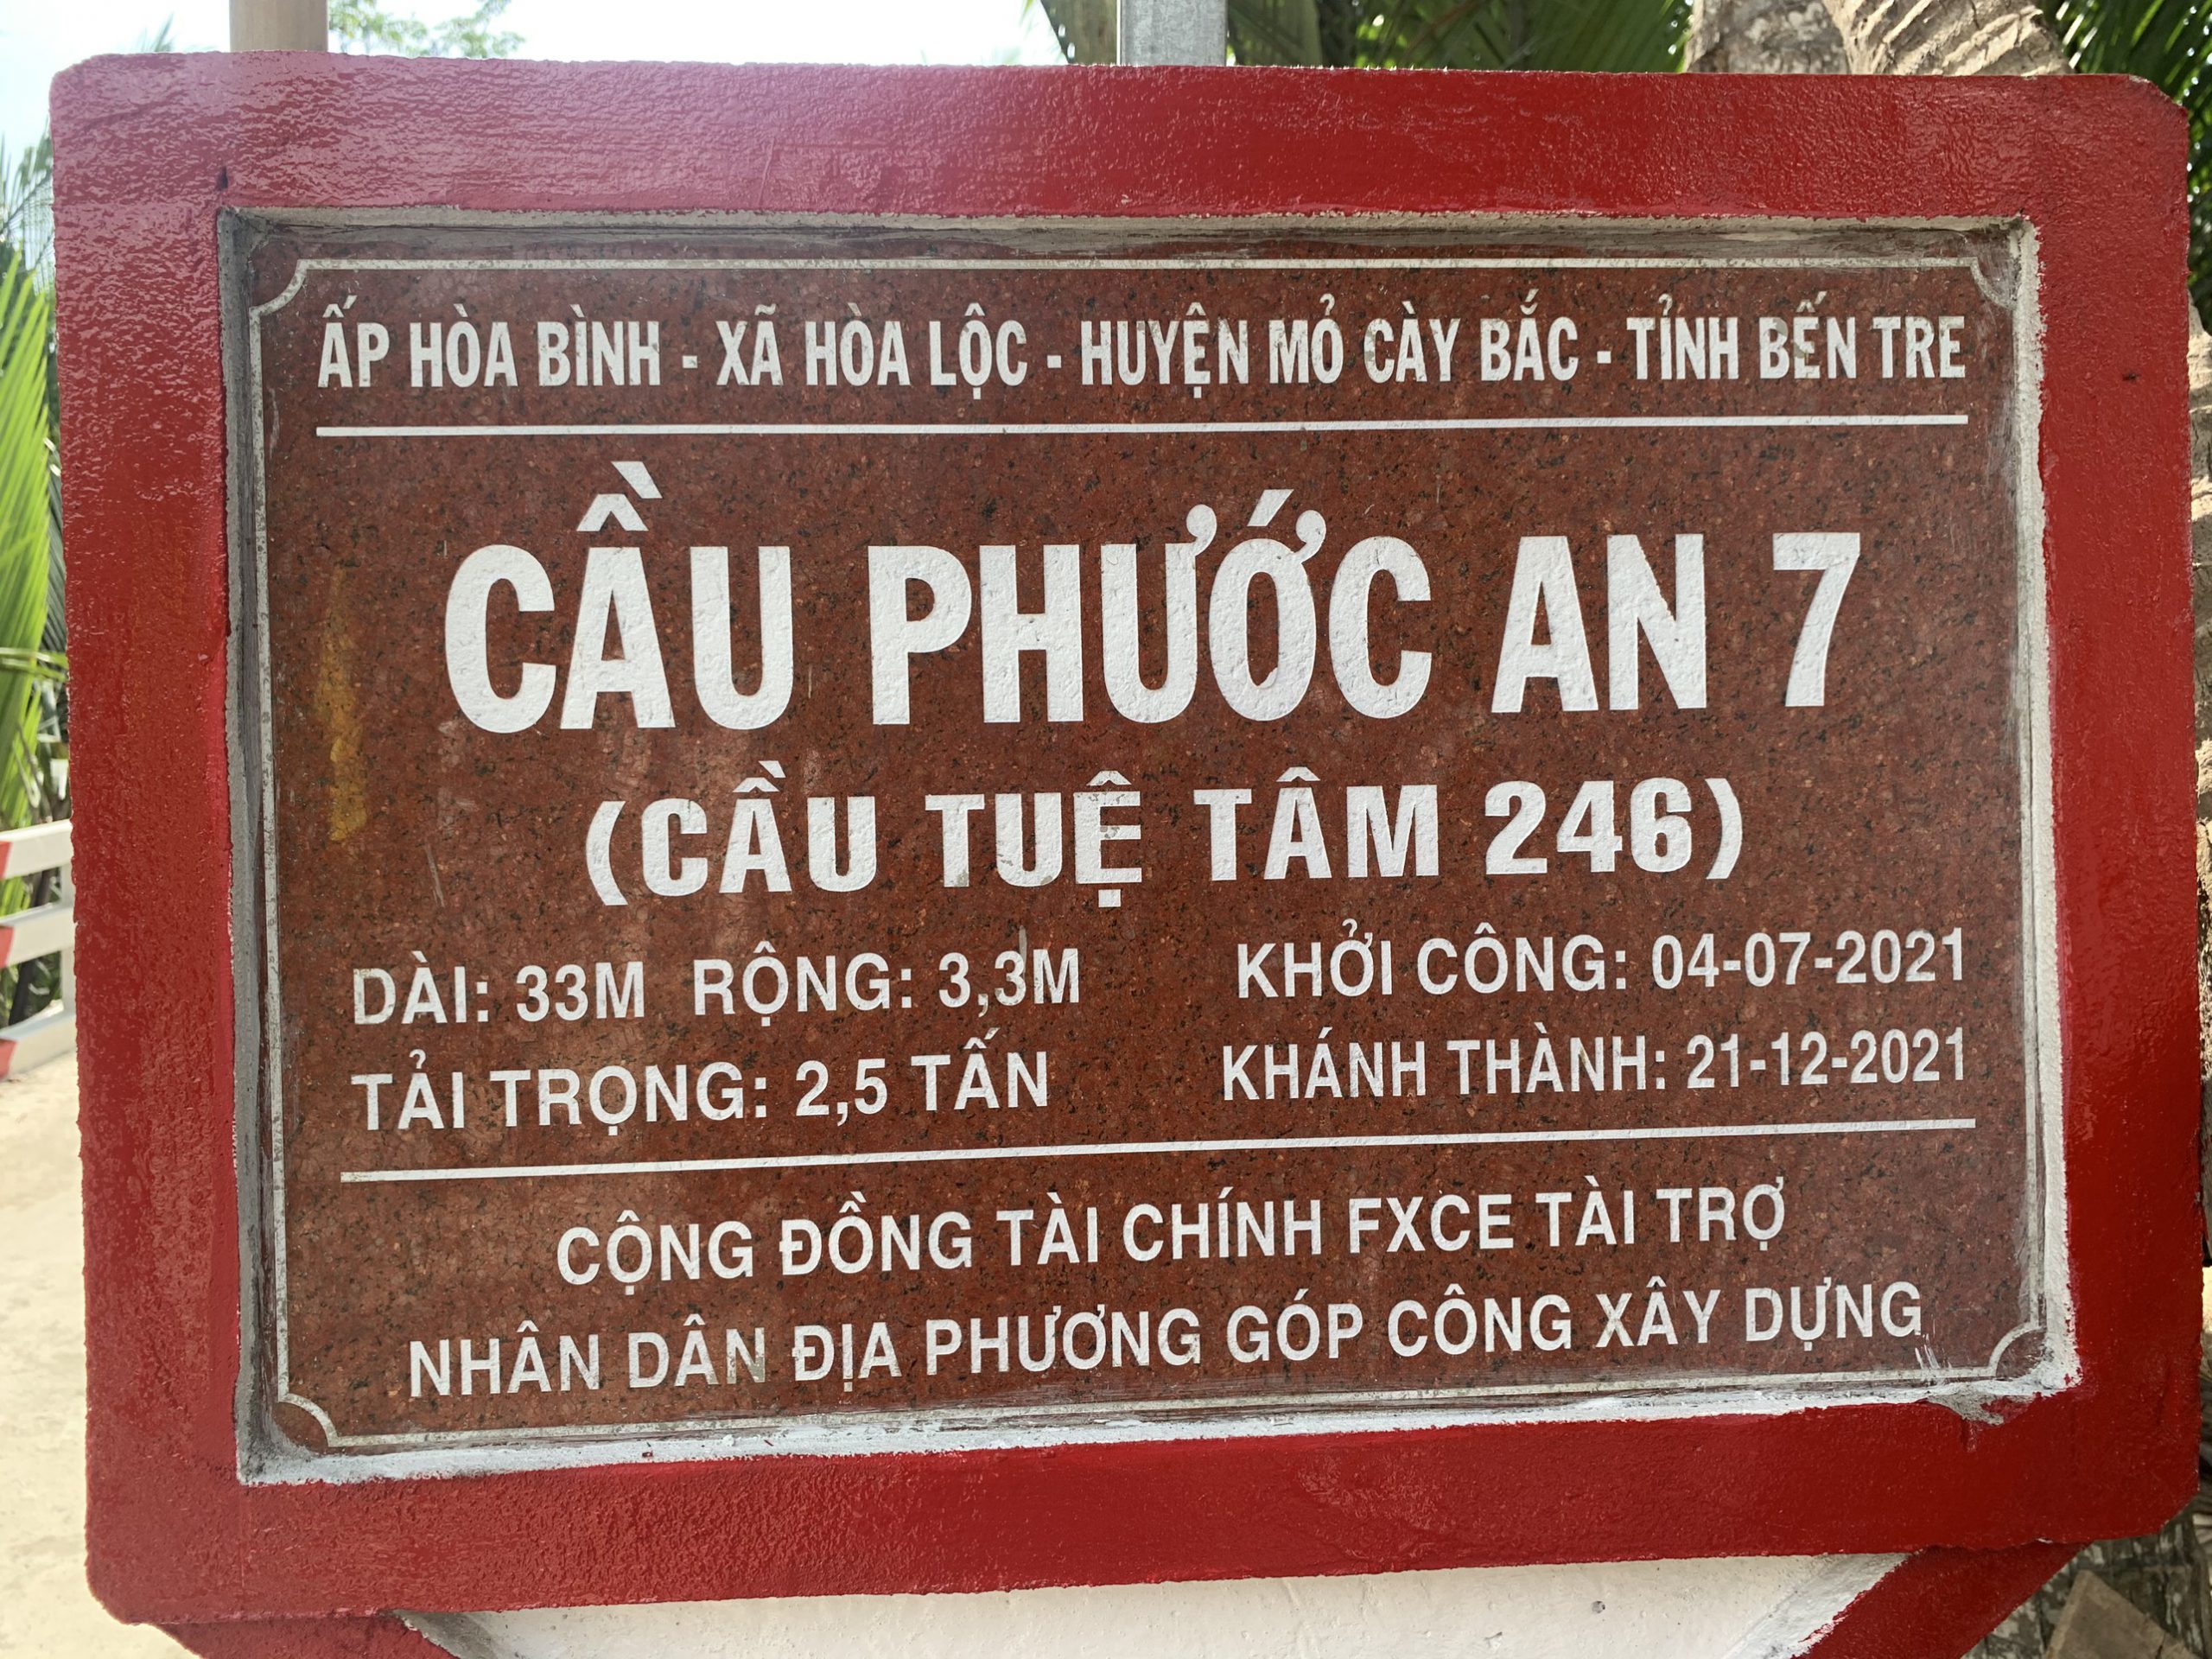 ẤP HÒA BÌNH - XÃ HÒA LỘC - HUYỆN MỎ CÀY BẮC - TỈNH BẾN TRE
CẦU PHƯỚC AN 7
(CẦU TUỆ TÂM 246)
DÀI: 33M RỘNG: 3,3M KHỞI CÔNG: 04-07-2021
TẢI TRỌNG: 2,5 TẤN KHÁNH THÀNH: 21-12-2021
CỘNG ĐỒNG TÀI CHÍNH FXCE TÀI TRỢ
NHÂN DÂN ĐỊA PHƯƠNG GÓP CÔNG XÂY DỰNG